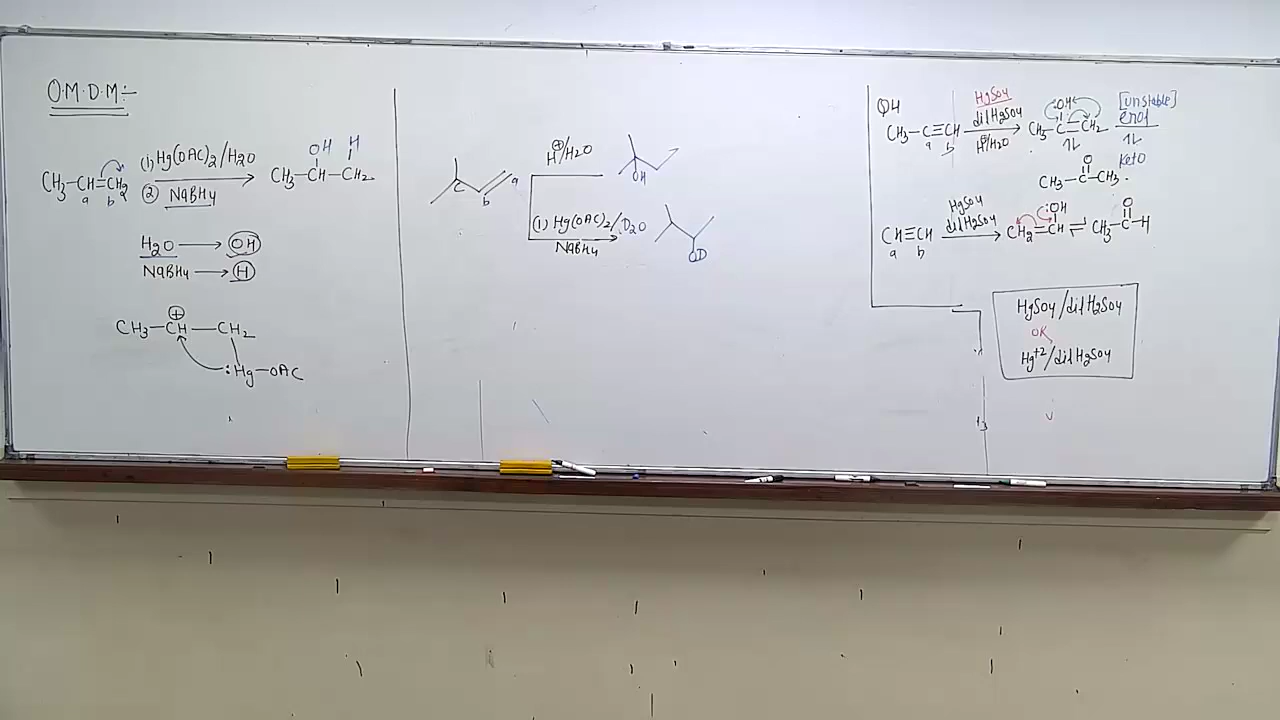 O.M.D.M:-
CH₃-CH=CH₂ (1) Hg(OAC)₂/H₂O ② NaBH₄ → CH₃-CH(OH)-CH₂(H)
a b
H₂O → OH
NaBH₄ → H
CH₃-CH⊕-CH₂
:Hg-OAC
H⊕/H₂O
OH
a
b
(1) Hg(OAC)₂/D₂O
NaBH₄
OD
Q4
CH₃-C≡CH HgSO₄ dil H₂SO₄ H⊕/H₂O → CH₃-C(:OH)=CH₂ [unstable] enol
a b
⇌ ⇌
CH₃-C(=O)-CH₃. Keto
CH≡CH HgSO₄ dil H₂SO₄ → CH₂=CH(:OH) ⇌ CH₃-C(=O)-H
a b
HgSO₄/dil H₂SO₄
OR
Hg⁺²/dil H₂SO₄